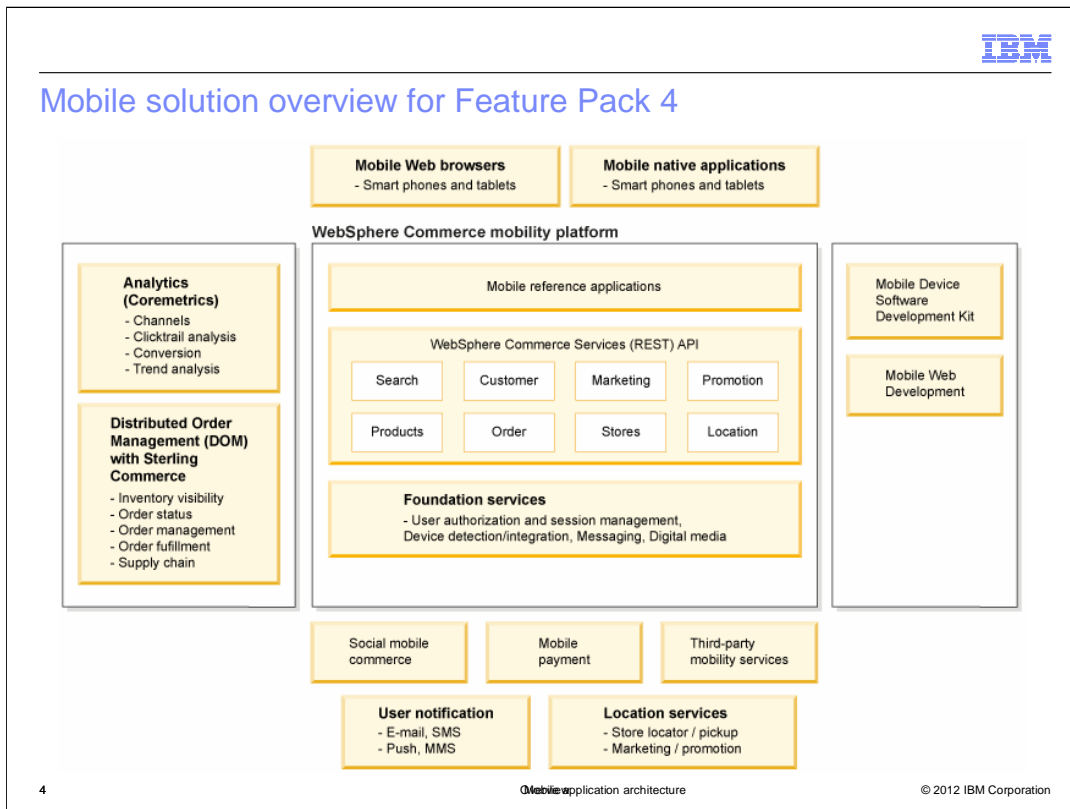 IBM
Mobile solution overview for Feature Pack 4
Mobile Web browsers
- Smart phones and tablets
Mobile native applications
- Smart phones and tablets
WebSphere Commerce mobility platform
Analytics
(Coremetrics)
- Channels
- Clicktrail analysis
- Conversion
- Trend analysis
Distributed Order
Management (DOM)
with Sterling
Commerce
- Inventory visibility
- Order status
- Order management
- Order fufillment
- Supply chain
Mobile reference applications
WebSphere Commerce Services (REST) API
Search
Customer
Marketing
Promotion
Products
Order
Stores
Location
Foundation services
- User authorization and session management,
Device detection/integration, Messaging, Digital media
Mobile Device
Software
Development Kit
Mobile Web
Development
Social mobile
commerce
Mobile
payment
Third-party
mobility services
User notification
- E-mail, SMS
- Push, MMS
Location services
- Store locator / pickup
- Marketing / promotion
4
application architecture
© 2012 IBM Corporation